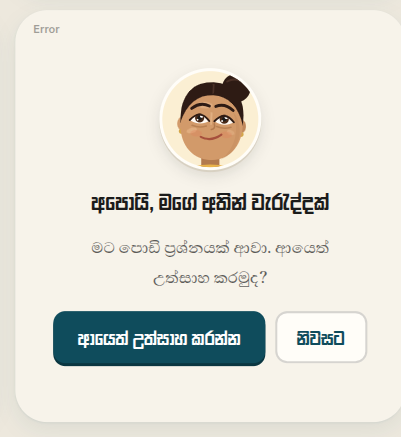 Error
අපොයි, මගේ අතින් වැරැද්දක්
මට පොඩි ප්‍රශ්නයක් ආවා. ආයෙත්
උත්සාහ කරමුද?
ආයෙත් උත්සාහ කරන්න
නිවසට